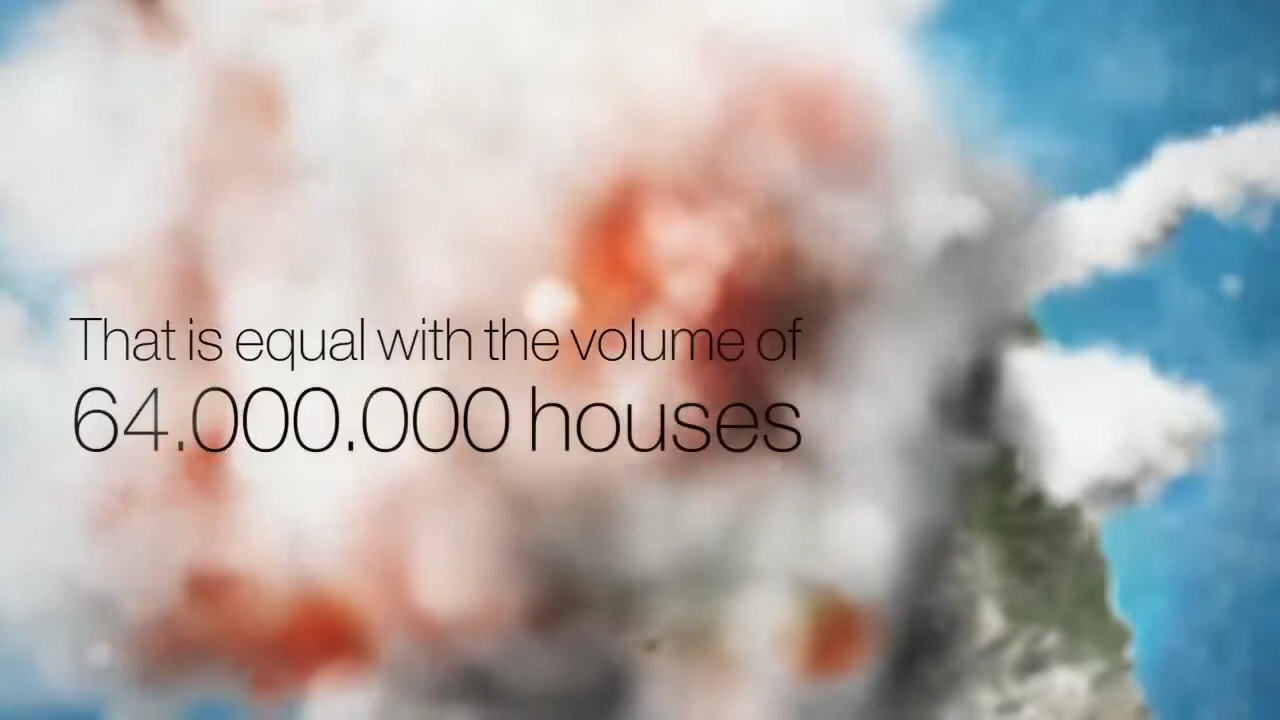 That is equal with the volume of
64.000.000 houses